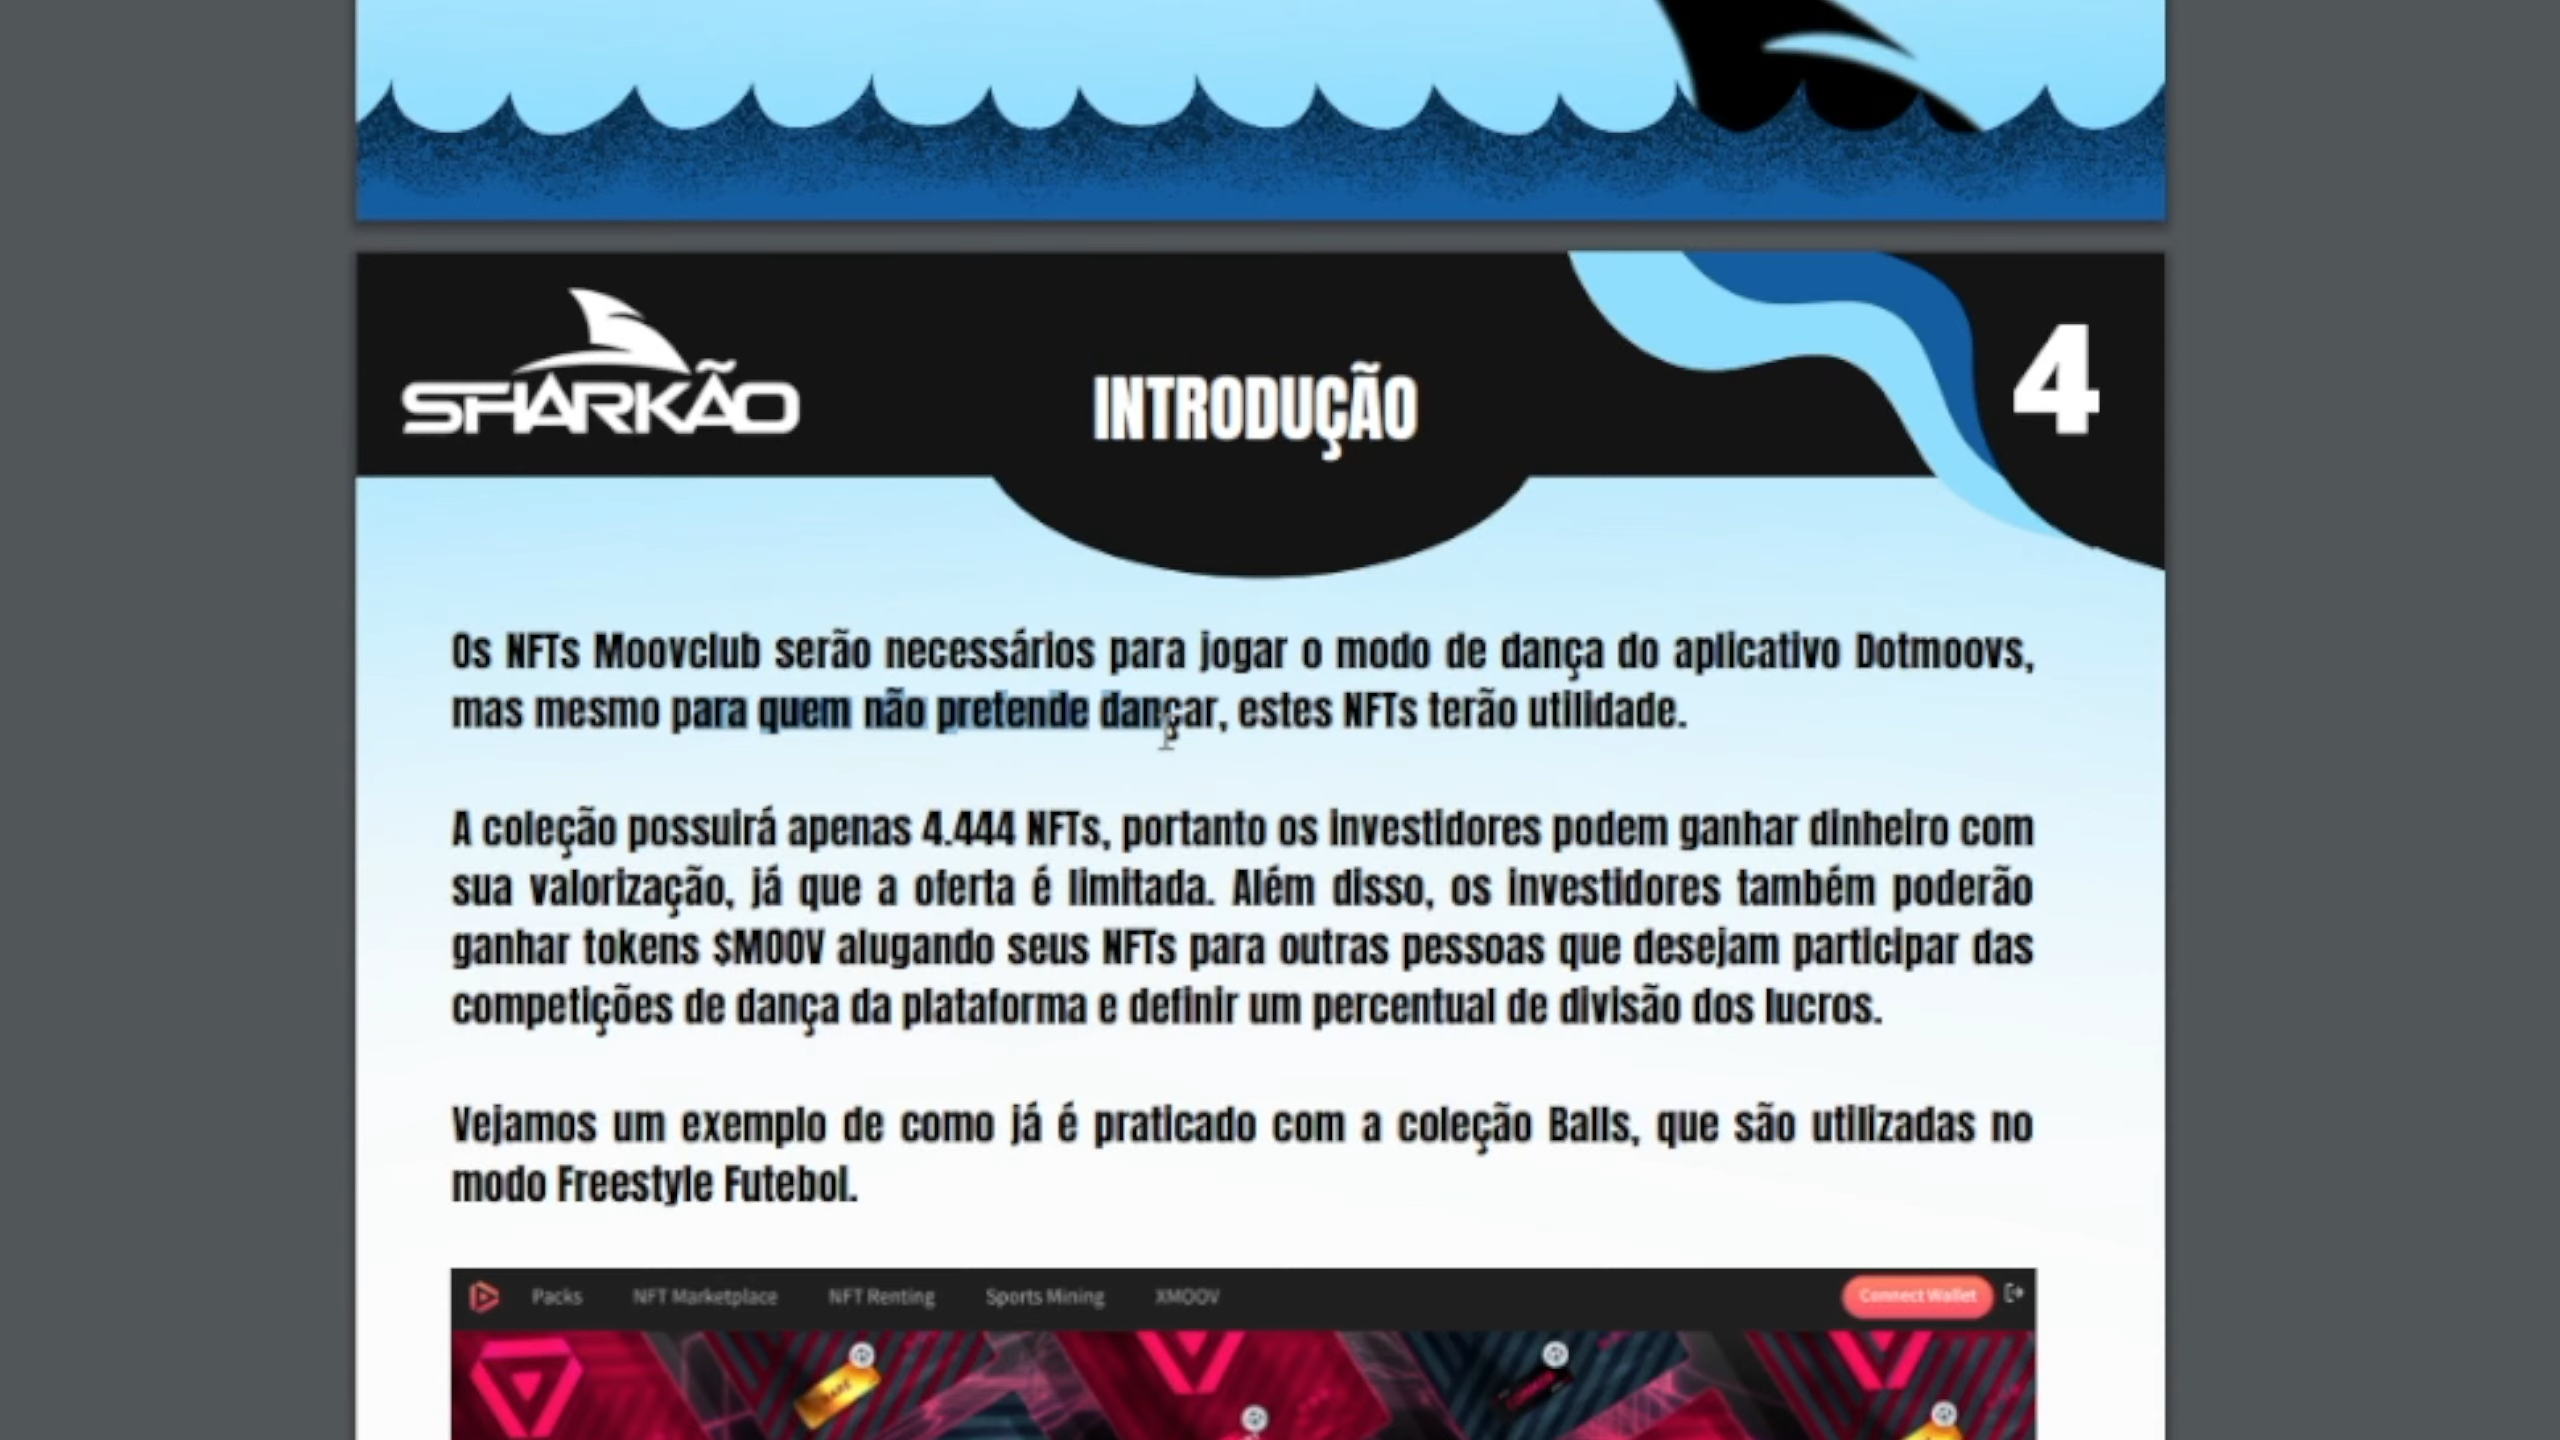 SHARKÃO
INTRODUÇÃO
4
Os NFTs Moovclub serão necessários para jogar o modo de dança do aplicativo Dotmoovs,
mas mesmo para quem não pretende dançar, estes NFTs terão utilidade.
A coleção possuirá apenas 4.444 NFTs, portanto os investidores podem ganhar dinheiro com
sua valorização, já que a oferta é limitada. Além disso, os investidores também poderão
ganhar tokens $MOOV alugando seus NFTs para outras pessoas que desejam participar das
competições de dança da plataforma e definir um percentual de divisão dos lucros.
Vejamos um exemplo de como já é praticado com a coleção Balls, que são utilizadas no
modo Freestyle Futebol.
Packs NFT Marketplace NFT Renting Sports Mining XMOOV Connect Wallet